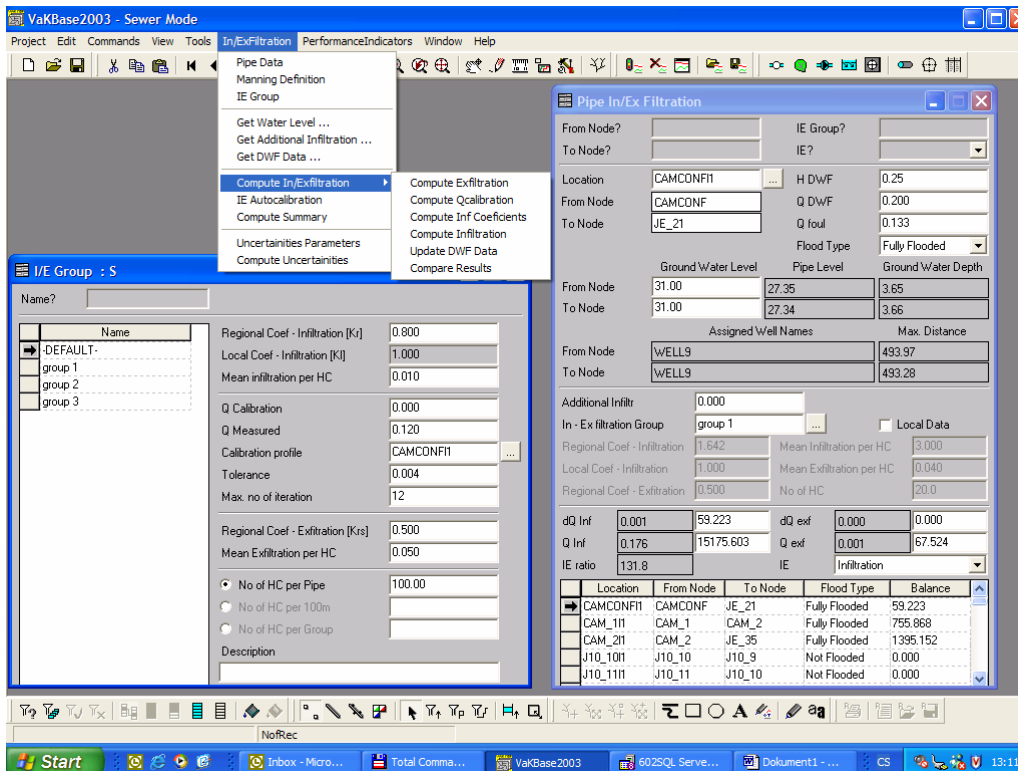 VaKBase2003 - Sewer Mode
Project Edit Commands View Tools In/ExFiltration PerformanceIndicators Window Help
Pipe Data
Manning Definition
IE Group
Get Water Level ...
Get Additional Infiltration ...
Get DWF Data ...
Compute In/Exfiltration
IE Autocalibration
Compute Summary
Uncertainities Parameters
Compute Uncertainities
Compute Exfiltration
Compute Qcalibration
Compute Inf Coeficients
Compute Infiltration
Update DWF Data
Compare Results
I/E Group : S
Name?
Name
-DEFAULT-
group 1
group 2
group 3
Regional Coef - Infiltration [Kr] 0.800
Local Coef - Infiltration [Kl] 1.000
Mean infiltration per HC 0.010
Q Calibration 0.000
Q Measured 0.120
Calibration profile CAMCONFI1 ...
Tolerance 0.004
Max. no of iteration 12
Regional Coef - Exfitration [Krs] 0.500
Mean Exfiltration per HC 0.050
No of HC per Pipe 100.00
No of HC per 100m
No of HC per Group
Description
Pipe In/Ex Filtration
From Node? IE Group?
To Node? IE?
Location CAMCONFI1 ... H DWF 0.25
From Node CAMCONF Q DWF 0.200
To Node JE_21 Q foul 0.133
Flood Type Fully Flooded
Ground Water Level Pipe Level Ground Water Depth
From Node 31.00 27.35 3.65
To Node 31.00 27.34 3.66
Assigned Well Names Max. Distance
From Node WELL9 493.97
To Node WELL9 493.28
Additional Infiltr 0.000
In - Ex filtration Group group 1 ... Local Data
Regional Coef - Infiltration 1.642 Mean Infiltration per HC 3.000
Local Coef - Infiltration 1.000 Mean Exfiltration per HC 0.040
Regional Coef - Exfitration 0.500 No of HC 20.0
dQ Inf 0.001 59.223 dQ exf 0.000 0.000
Q Inf 0.176 15175.603 Q exf 0.001 67.524
IE ratio 131.8 IE Infiltration
Location From Node To Node Flood Type Balance
CAMCONFI1 CAMCONF JE_21 Fully Flooded 59.223
CAM_1I1 CAM_1 CAM_2 Fully Flooded 755.868
CAM_2I1 CAM_2 JE_35 Fully Flooded 1395.152
J10_10I1 J10_10 J10_9 Not Flooded 0.000
J10_11I1 J10_11 J10_10 Not Flooded 0.000
NofRec
Start Inbox - Micro... Total Comma... VaKBase2003 602SQL Serve... Document1 - ... CS 13:11